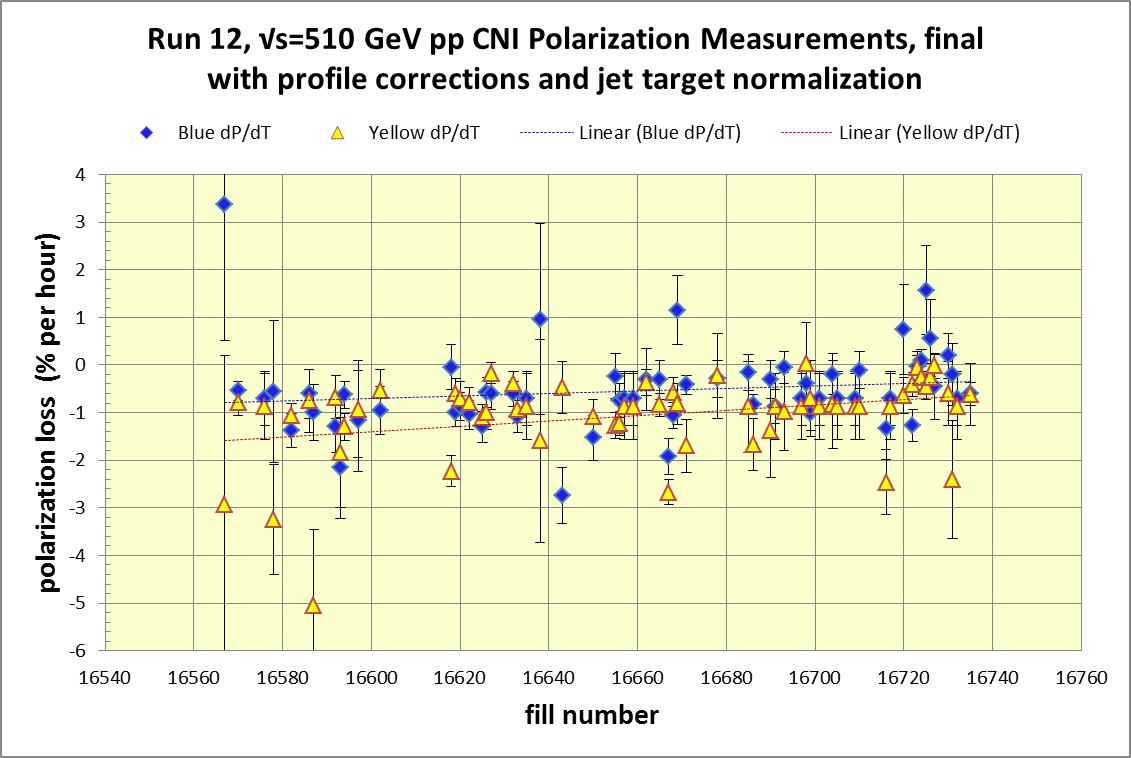 Run 12, √s=510 GeV pp CNI Polarization Measurements, final
with profile corrections and jet target normalization
Blue dP/dT Yellow dP/dT Linear (Blue dP/dT) Linear (Yellow dP/dT)
polarization loss (% per hour)
4
3
2
1
0
-1
-2
-3
-4
-5
-6
16540 16560 16580 16600 16620 16640 16660 16680 16700 16720 16740 16760
fill number